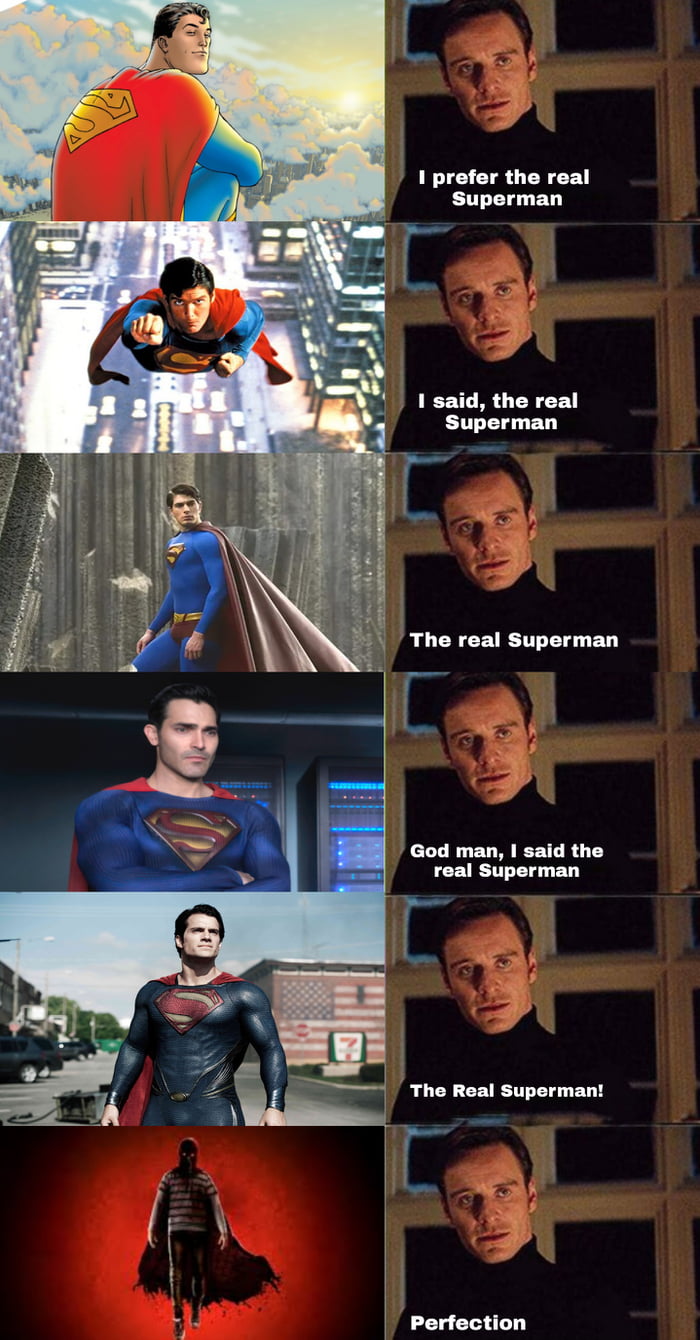 I prefer the real
Superman
I said, the real
Superman
The real Superman
God man, I said the
real Superman
The Real Superman!
7
Perfection